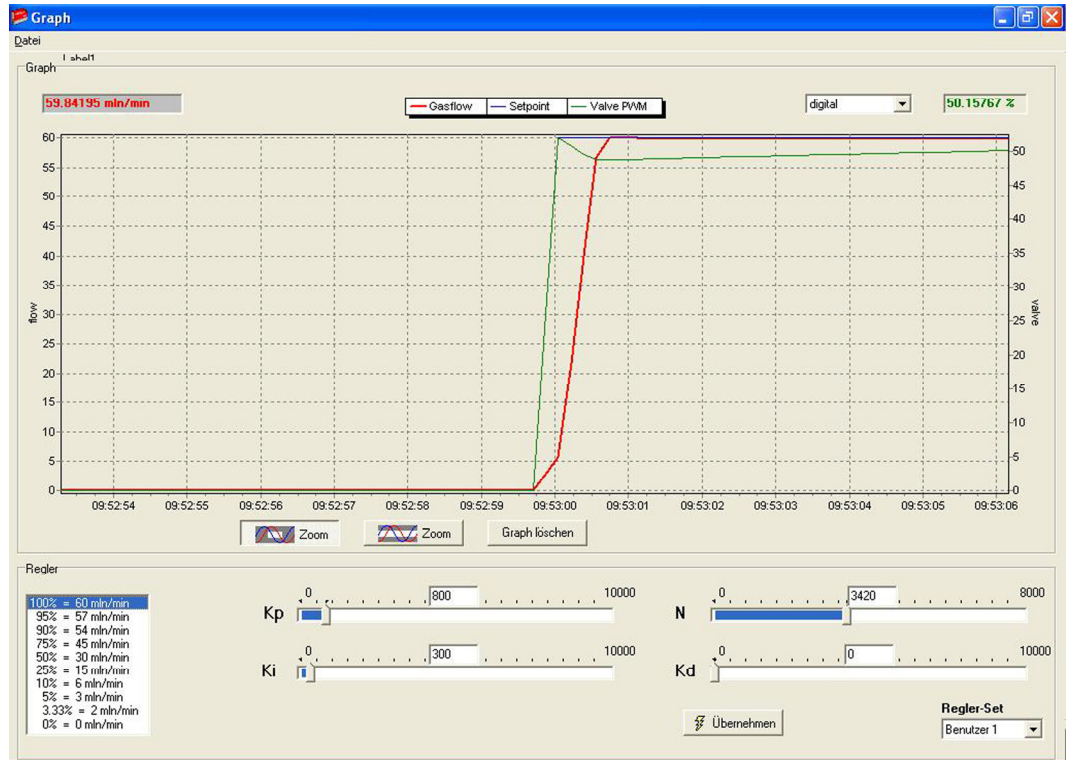 Graph
Datei
Label1
Graph
59.84195 mln/min
Gasflow Setpoint Valve PWM
digital
50.15767 %
60
55
50
45
40
35
30
25
20
15
10
5
0
flow
50
45
40
35
30
25
20
15
10
5
0
valve
09:52:54 09:52:55 09:52:56 09:52:57 09:52:58 09:52:59 09:53:00 09:53:01 09:53:02 09:53:03 09:53:04 09:53:05 09:53:06
Zoom Zoom Graph löschen
Regler
100% = 60 mln/min
95% = 57 mln/min
90% = 54 mln/min
75% = 45 mln/min
50% = 30 mln/min
25% = 15 mln/min
10% = 6 mln/min
5% = 3 mln/min
3.33% = 2 mln/min
0% = 0 mln/min
Kp 0 800 10000
N 0 3420 8000
Ki 0 300 10000
Kd 0 0 10000
Übernehmen
Regler-Set
Benutzer 1